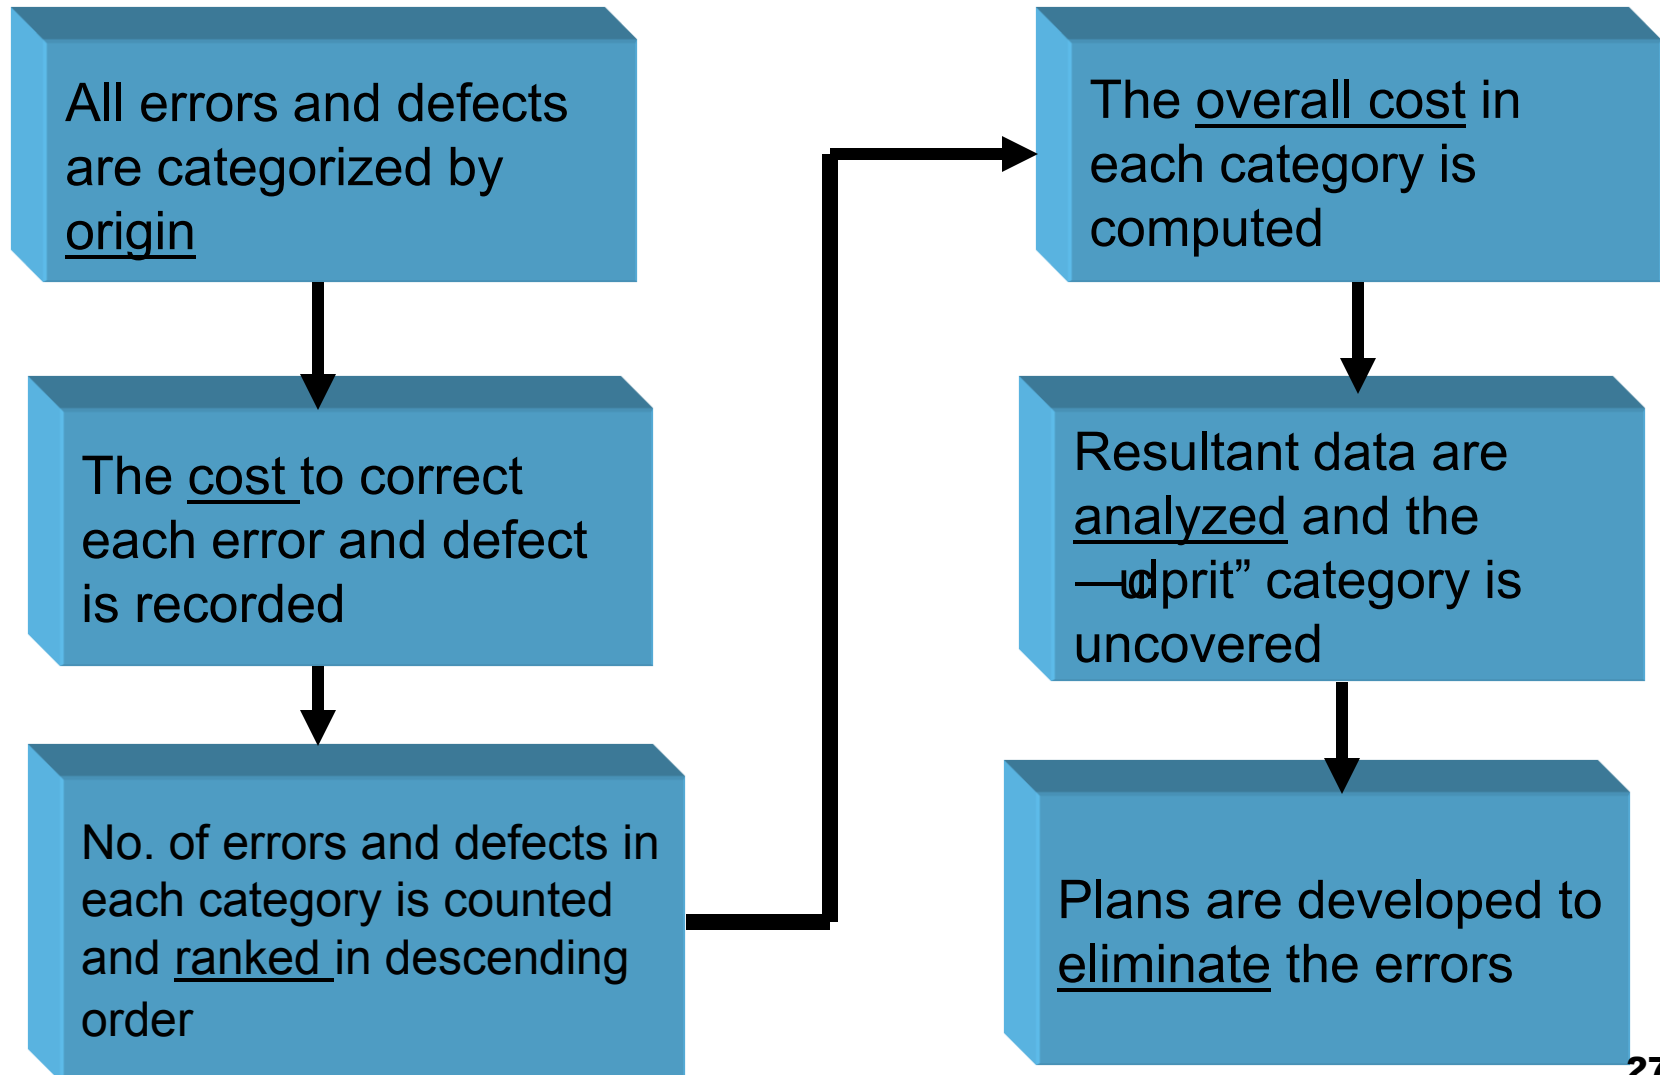 All errors and defects
are categorized by
origin
The cost to correct
each error and defect
is recorded
No. of errors and defects in
each category is counted
and ranked in descending
order
The overall cost in
each category is
computed
Resultant data are
analyzed and the
―culprit” category is
uncovered
Plans are developed to
eliminate the errors
27